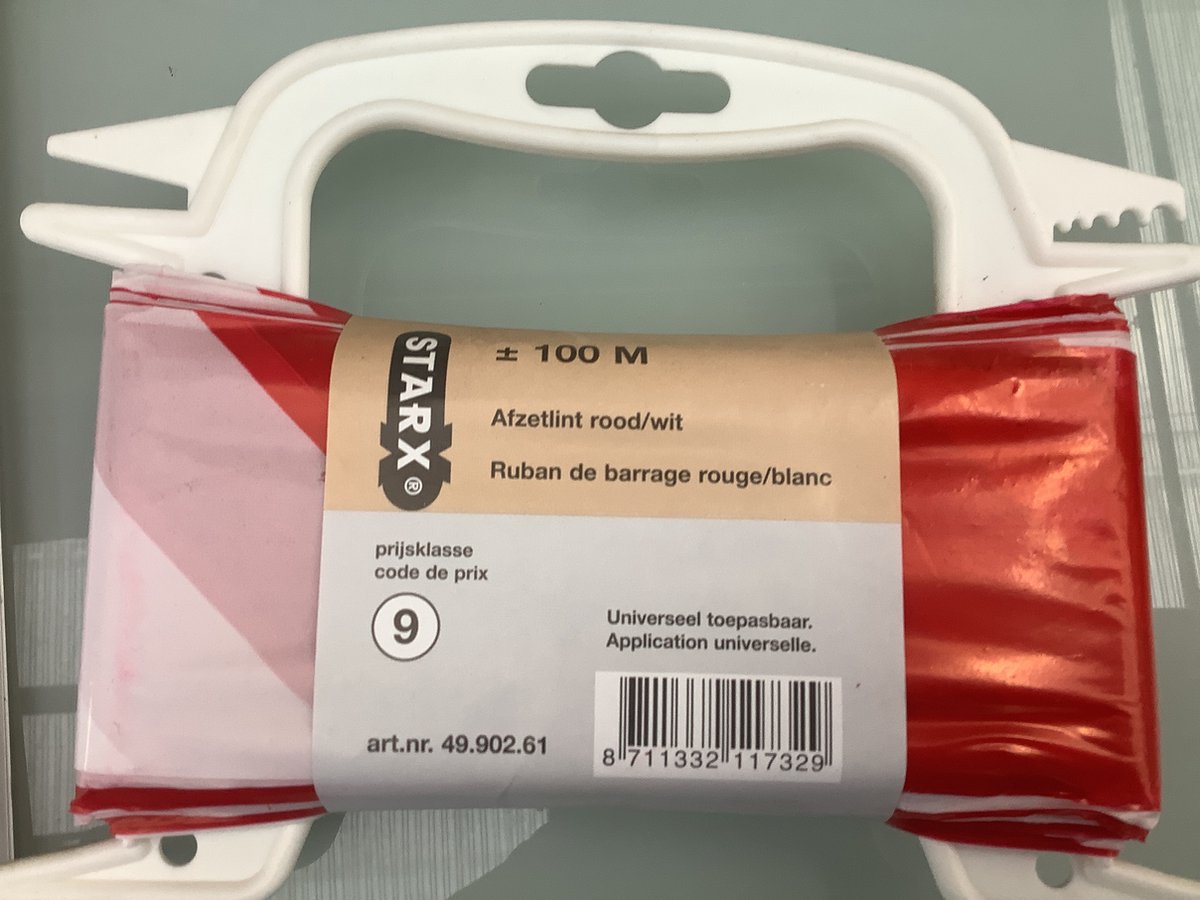 STARX®
± 100 M
Afzetlint rood/wit
Ruban de barrage rouge/blanc
prijsklasse
code de prix
9
Universeel toepasbaar.
Application universelle.
art.nr. 49.902.61
8 711332 117329